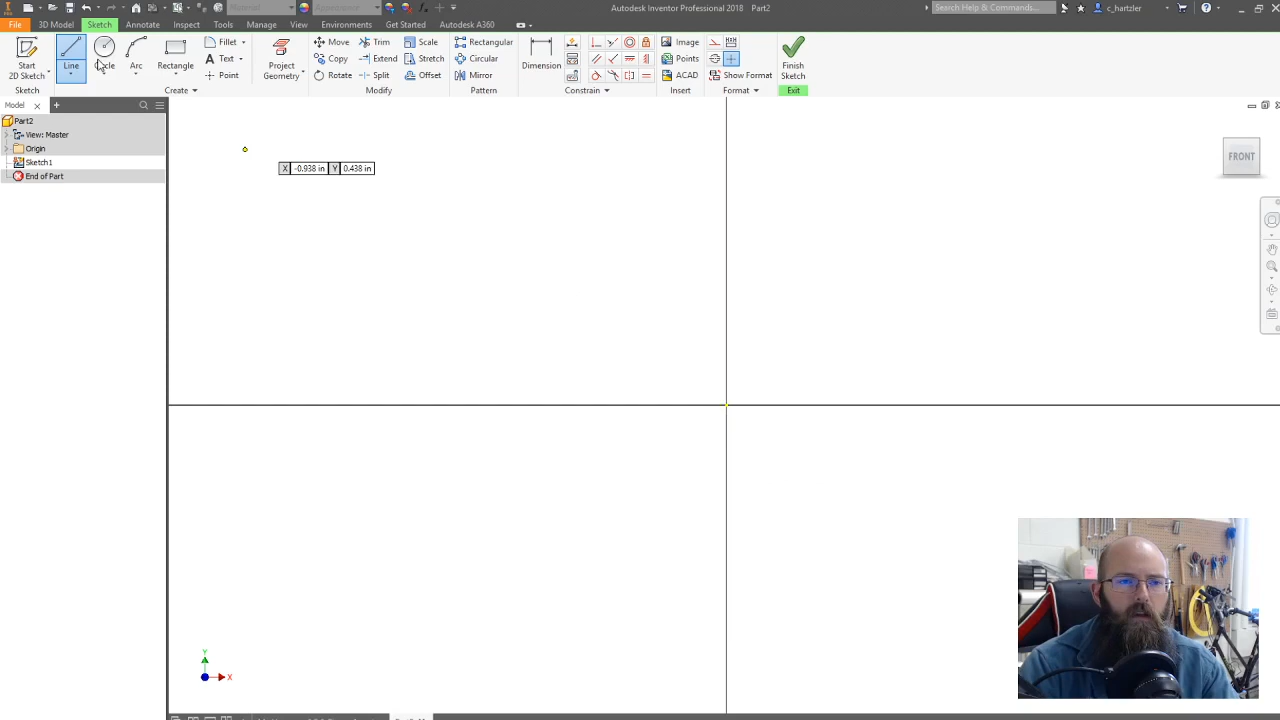 Material
Appearance
Autodesk Inventor Professional 2018 Part2
Search Help & Commands...
c_hartzler
File 3D Model Sketch Annotate Inspect Tools Manage View Environments Get Started Autodesk A360
Start
2D Sketch
Line
Circle
Arc
Rectangle
Fillet
Text
Point
Project
Geometry
Move
Copy
Rotate
Trim
Extend
Split
Scale
Stretch
Offset
Rectangular
Circular
Mirror
Dimension
Image
Points
ACAD
Show Format
Finish
Sketch
Sketch
Create
Modify
Pattern
Constrain
Insert
Format
Exit
Model
Part2
View: Master
Origin
Sketch1
End of Part
X -0.938 in Y 0.438 in
FRONT
Y
X